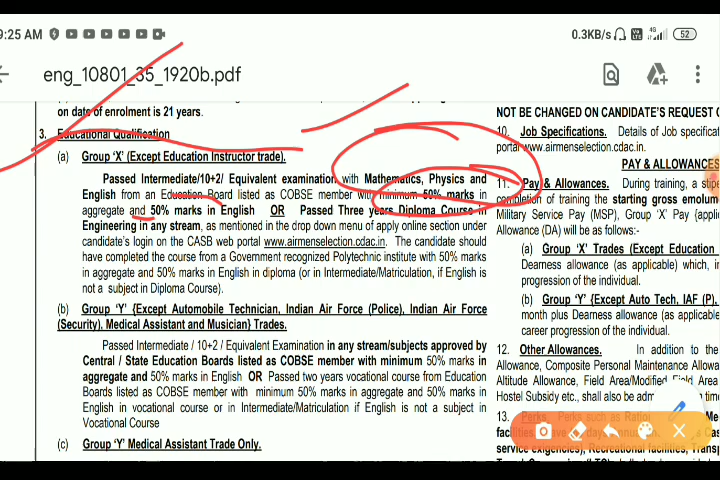 9:25 AM
0.3KB/s
4G
52
eng_10801_35_1920b.pdf
on date of enrolment is 21 years.
3. Educational Qualification
(a) Group 'X' (Except Education Instructor trade).
Passed Intermediate/10+2/ Equivalent examination with Mathematics, Physics and
English from an Education Board listed as COBSE member with minimum 50% marks in
aggregate and 50% marks in English OR Passed Three years Diploma Course in
Engineering in any stream, as mentioned in the drop down menu of apply online section under
candidate's login on the CASB web portal www.airmenselection.cdac.in. The candidate should
have completed the course from a Government recognized Polytechnic institute with 50% marks
in aggregate and 50% marks in English in diploma (or in Intermediate/Matriculation, if English is
not a subject in Diploma Course).
(b) Group 'Y' {Except Automobile Technician, Indian Air Force (Police), Indian Air Force
(Security), Medical Assistant and Musician} Trades.
Passed Intermediate / 10+2 / Equivalent Examination in any stream/subjects approved by
Central / State Education Boards listed as COBSE member with minimum 50% marks in
aggregate and 50% marks in English OR Passed two years vocational course from Education
Boards listed as COBSE member with minimum 50% marks in aggregate and 50% marks in
English in vocational course or in Intermediate/Matriculation if English is not a subject in
Vocational Course
(c) Group 'Y' Medical Assistant Trade Only.
NOT BE CHANGED ON CANDIDATE'S REQUEST
10. Job Specifications. Details of Job specifica
portal www.airmenselection.cdac.in.
PAY & ALLOWANCES
11. Pay & Allowances. During training, a stipe
completion of training the starting gross emolum
Military Service Pay (MSP), Group 'X' Pay {applic
Allowance (DA) will be as follows:-
(a) Group 'X' Trades (Except Education
Dearness allowance (as applicable) which, i
progression of the individual.
(b) Group 'Y' {Except Auto Tech, IAF (P),
month plus Dearness allowance (as applicable
career progression of the individual.
12. Other Allowances. In addition to the
Allowance, Composite Personal Maintenance Allowa
Altitude Allowance, Field Area/Modified Field Area
Hostel Subsidy etc., shall also be adm
13. Perks. Perks such as Ration
facilities
service exigencies), Recreational facilities, Transp